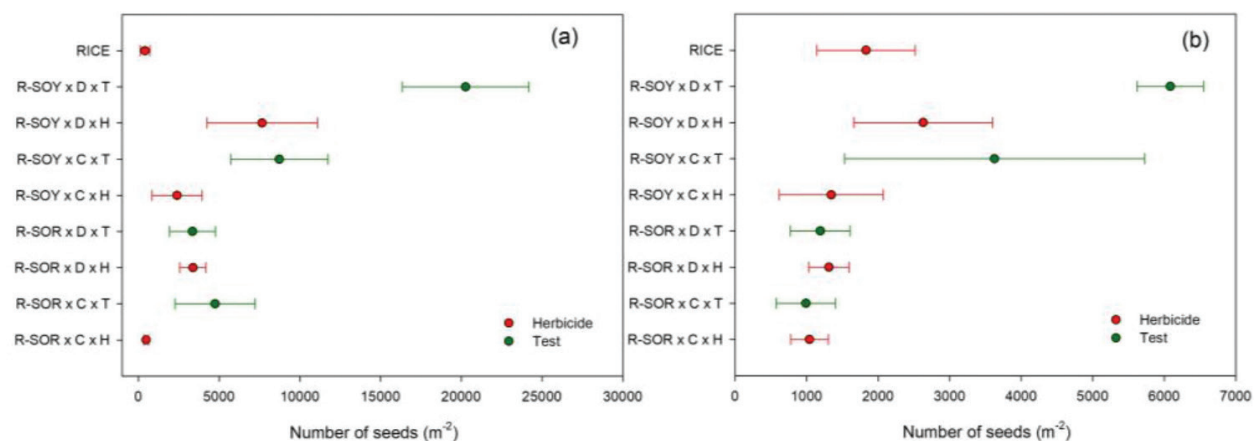 (a)
RICE
R-SOY x D x T
R-SOY x D x H
R-SOY x C x T
R-SOY x C x H
R-SOR x D x T
R-SOR x D x H
R-SOR x C x T
R-SOR x C x H
Herbicide
Test
0 5000 10000 15000 20000 25000 30000
Number of seeds (m-2)
(b)
RICE
R-SOY x D x T
R-SOY x D x H
R-SOY x C x T
R-SOY x C x H
R-SOR x D x T
R-SOR x D x H
R-SOR x C x T
R-SOR x C x H
Herbicide
Test
0 1000 2000 3000 4000 5000 6000 7000
Number of seeds (m-2)